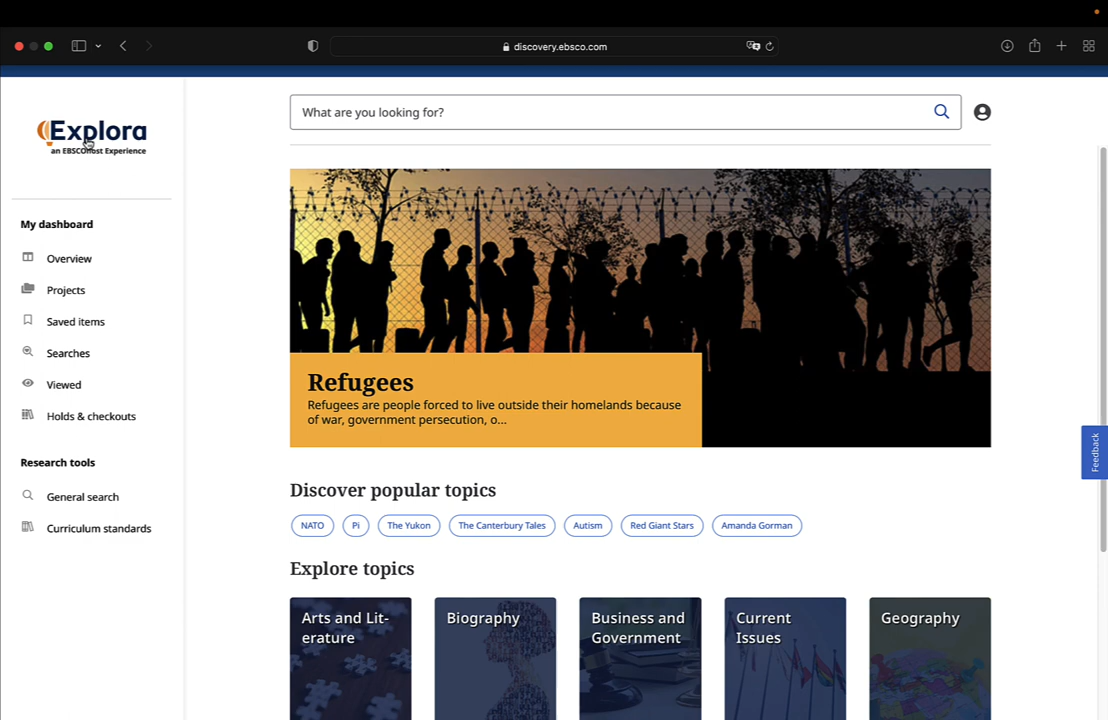 discovery.ebsco.com
Explora
an EBSCOhost Experience
My dashboard
Overview
Projects
Saved items
Searches
Viewed
Holds & checkouts
Research tools
General search
Curriculum standards
What are you looking for?
Refugees
Refugees are people forced to live outside their homelands because
of war, government persecution, o...
Discover popular topics
NATO
Pi
The Yukon
The Canterbury Tales
Autism
Red Giant Stars
Amanda Gorman
Explore topics
Arts and Lit-
erature
Biography
Business and
Government
Current
Issues
Geography
Feedback